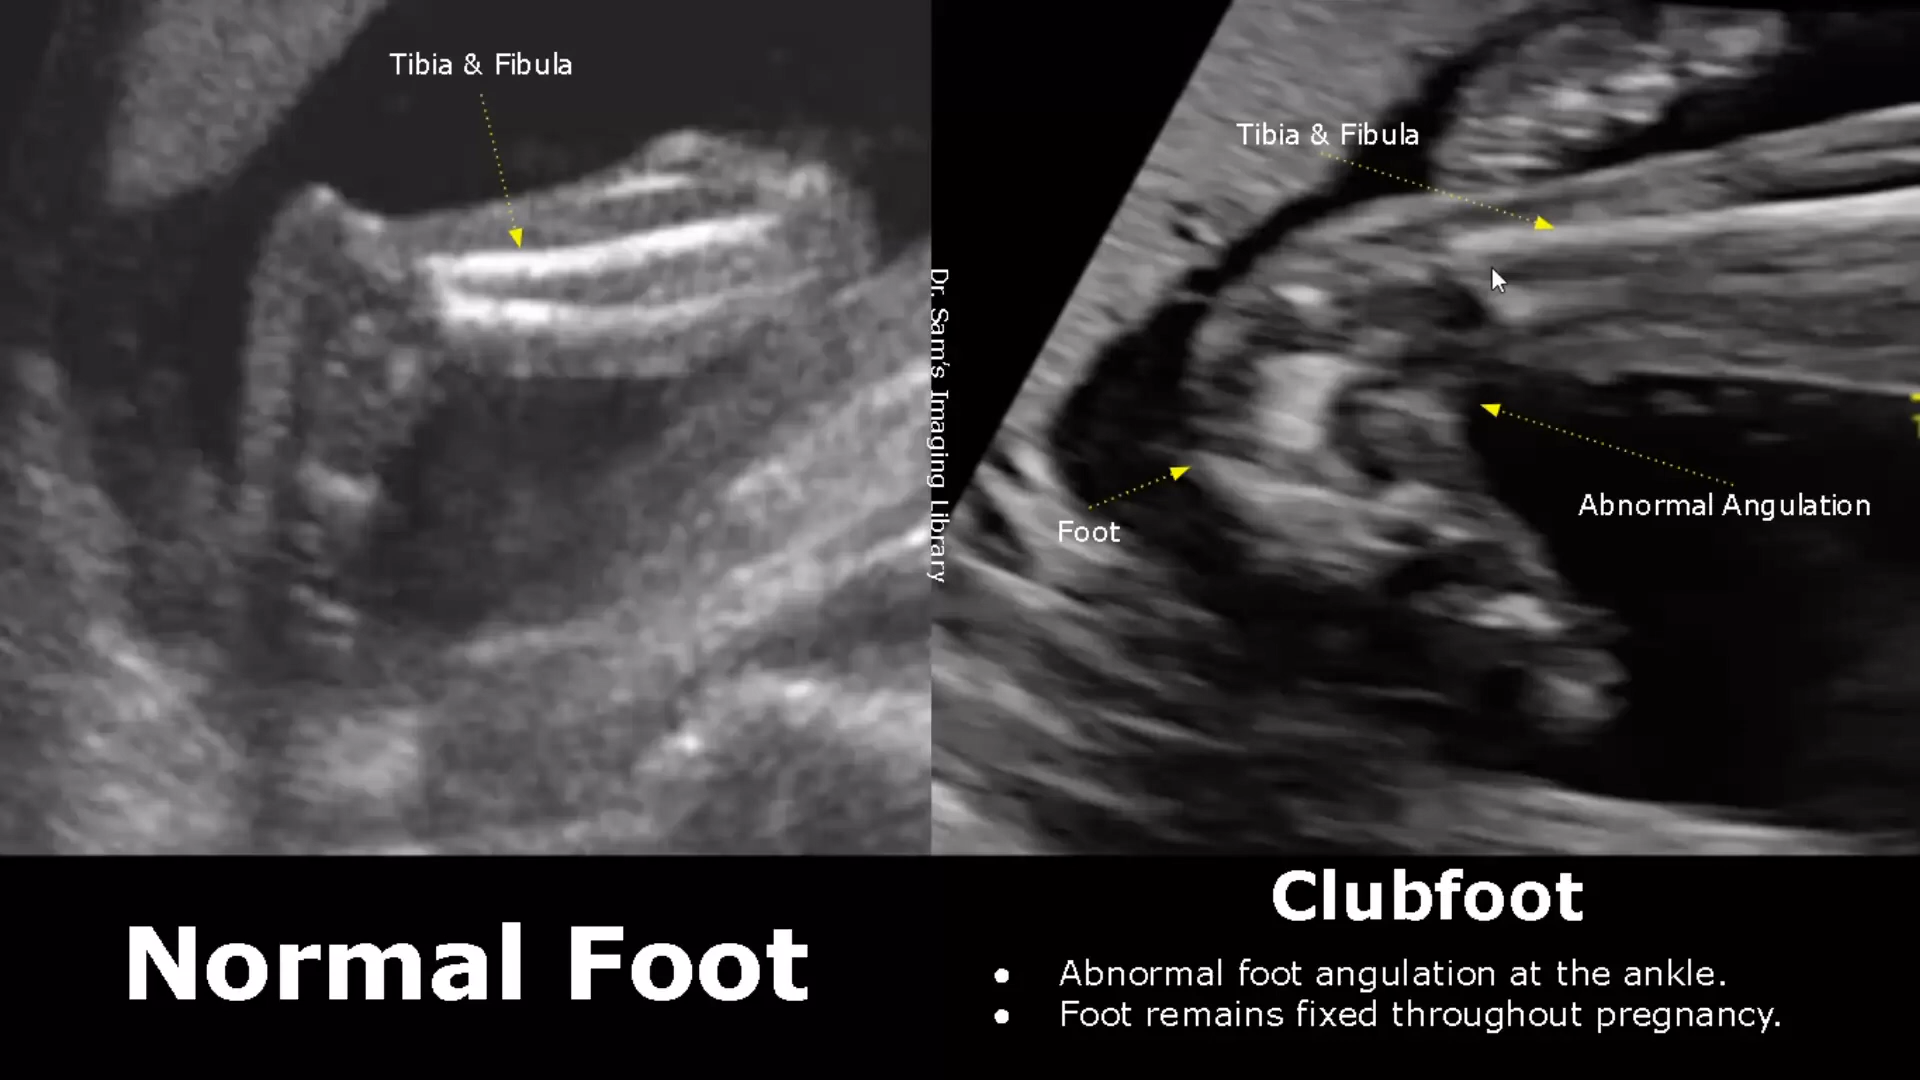 Tibia & Fibula
Dr. Sam's Imaging Library
Normal Foot
Tibia & Fibula
Foot
Abnormal Angulation
Clubfoot
• Abnormal foot angulation at the ankle.
• Foot remains fixed throughout pregnancy.